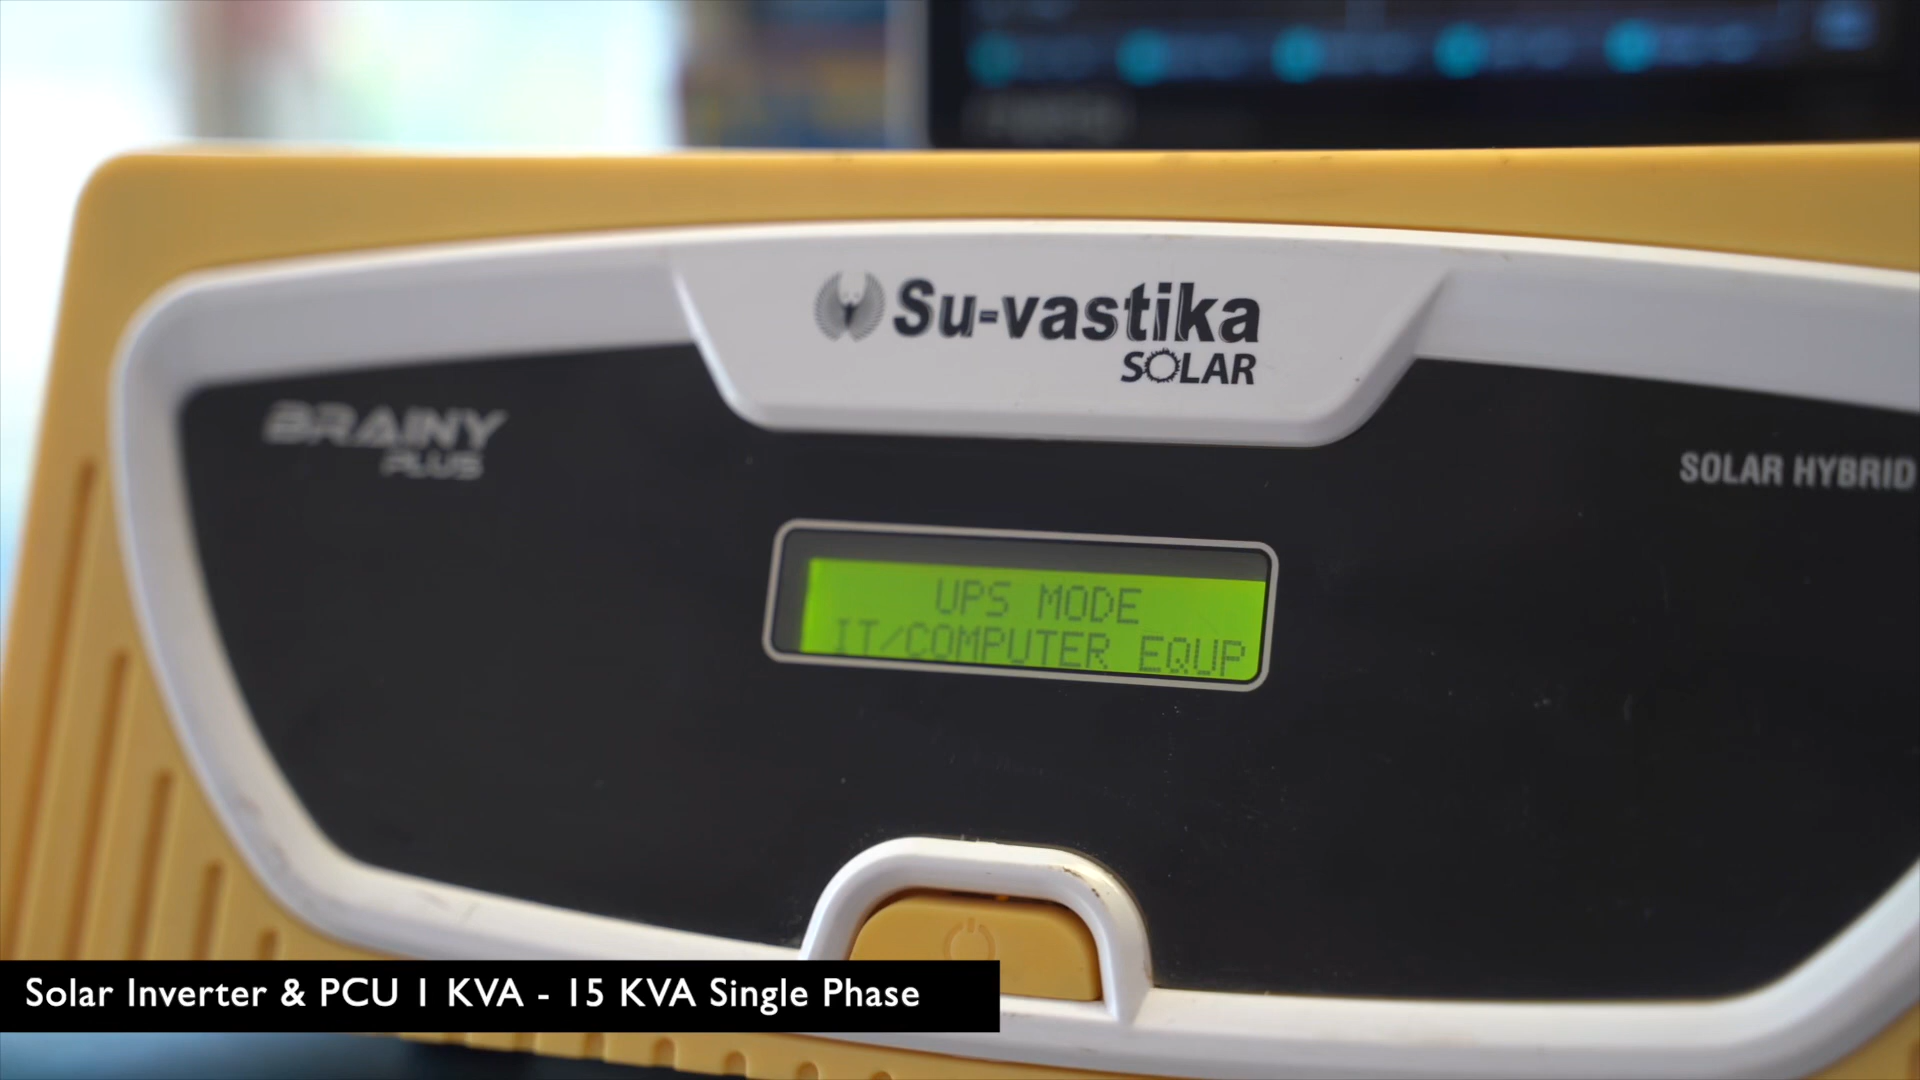 Su-vastika
SOLAR
BRAINY
PLUS
SOLAR HYBRID
UPS MODE
IT/COMPUTER EQUP
Solar Inverter & PCU 1 KVA - 15 KVA Single Phase